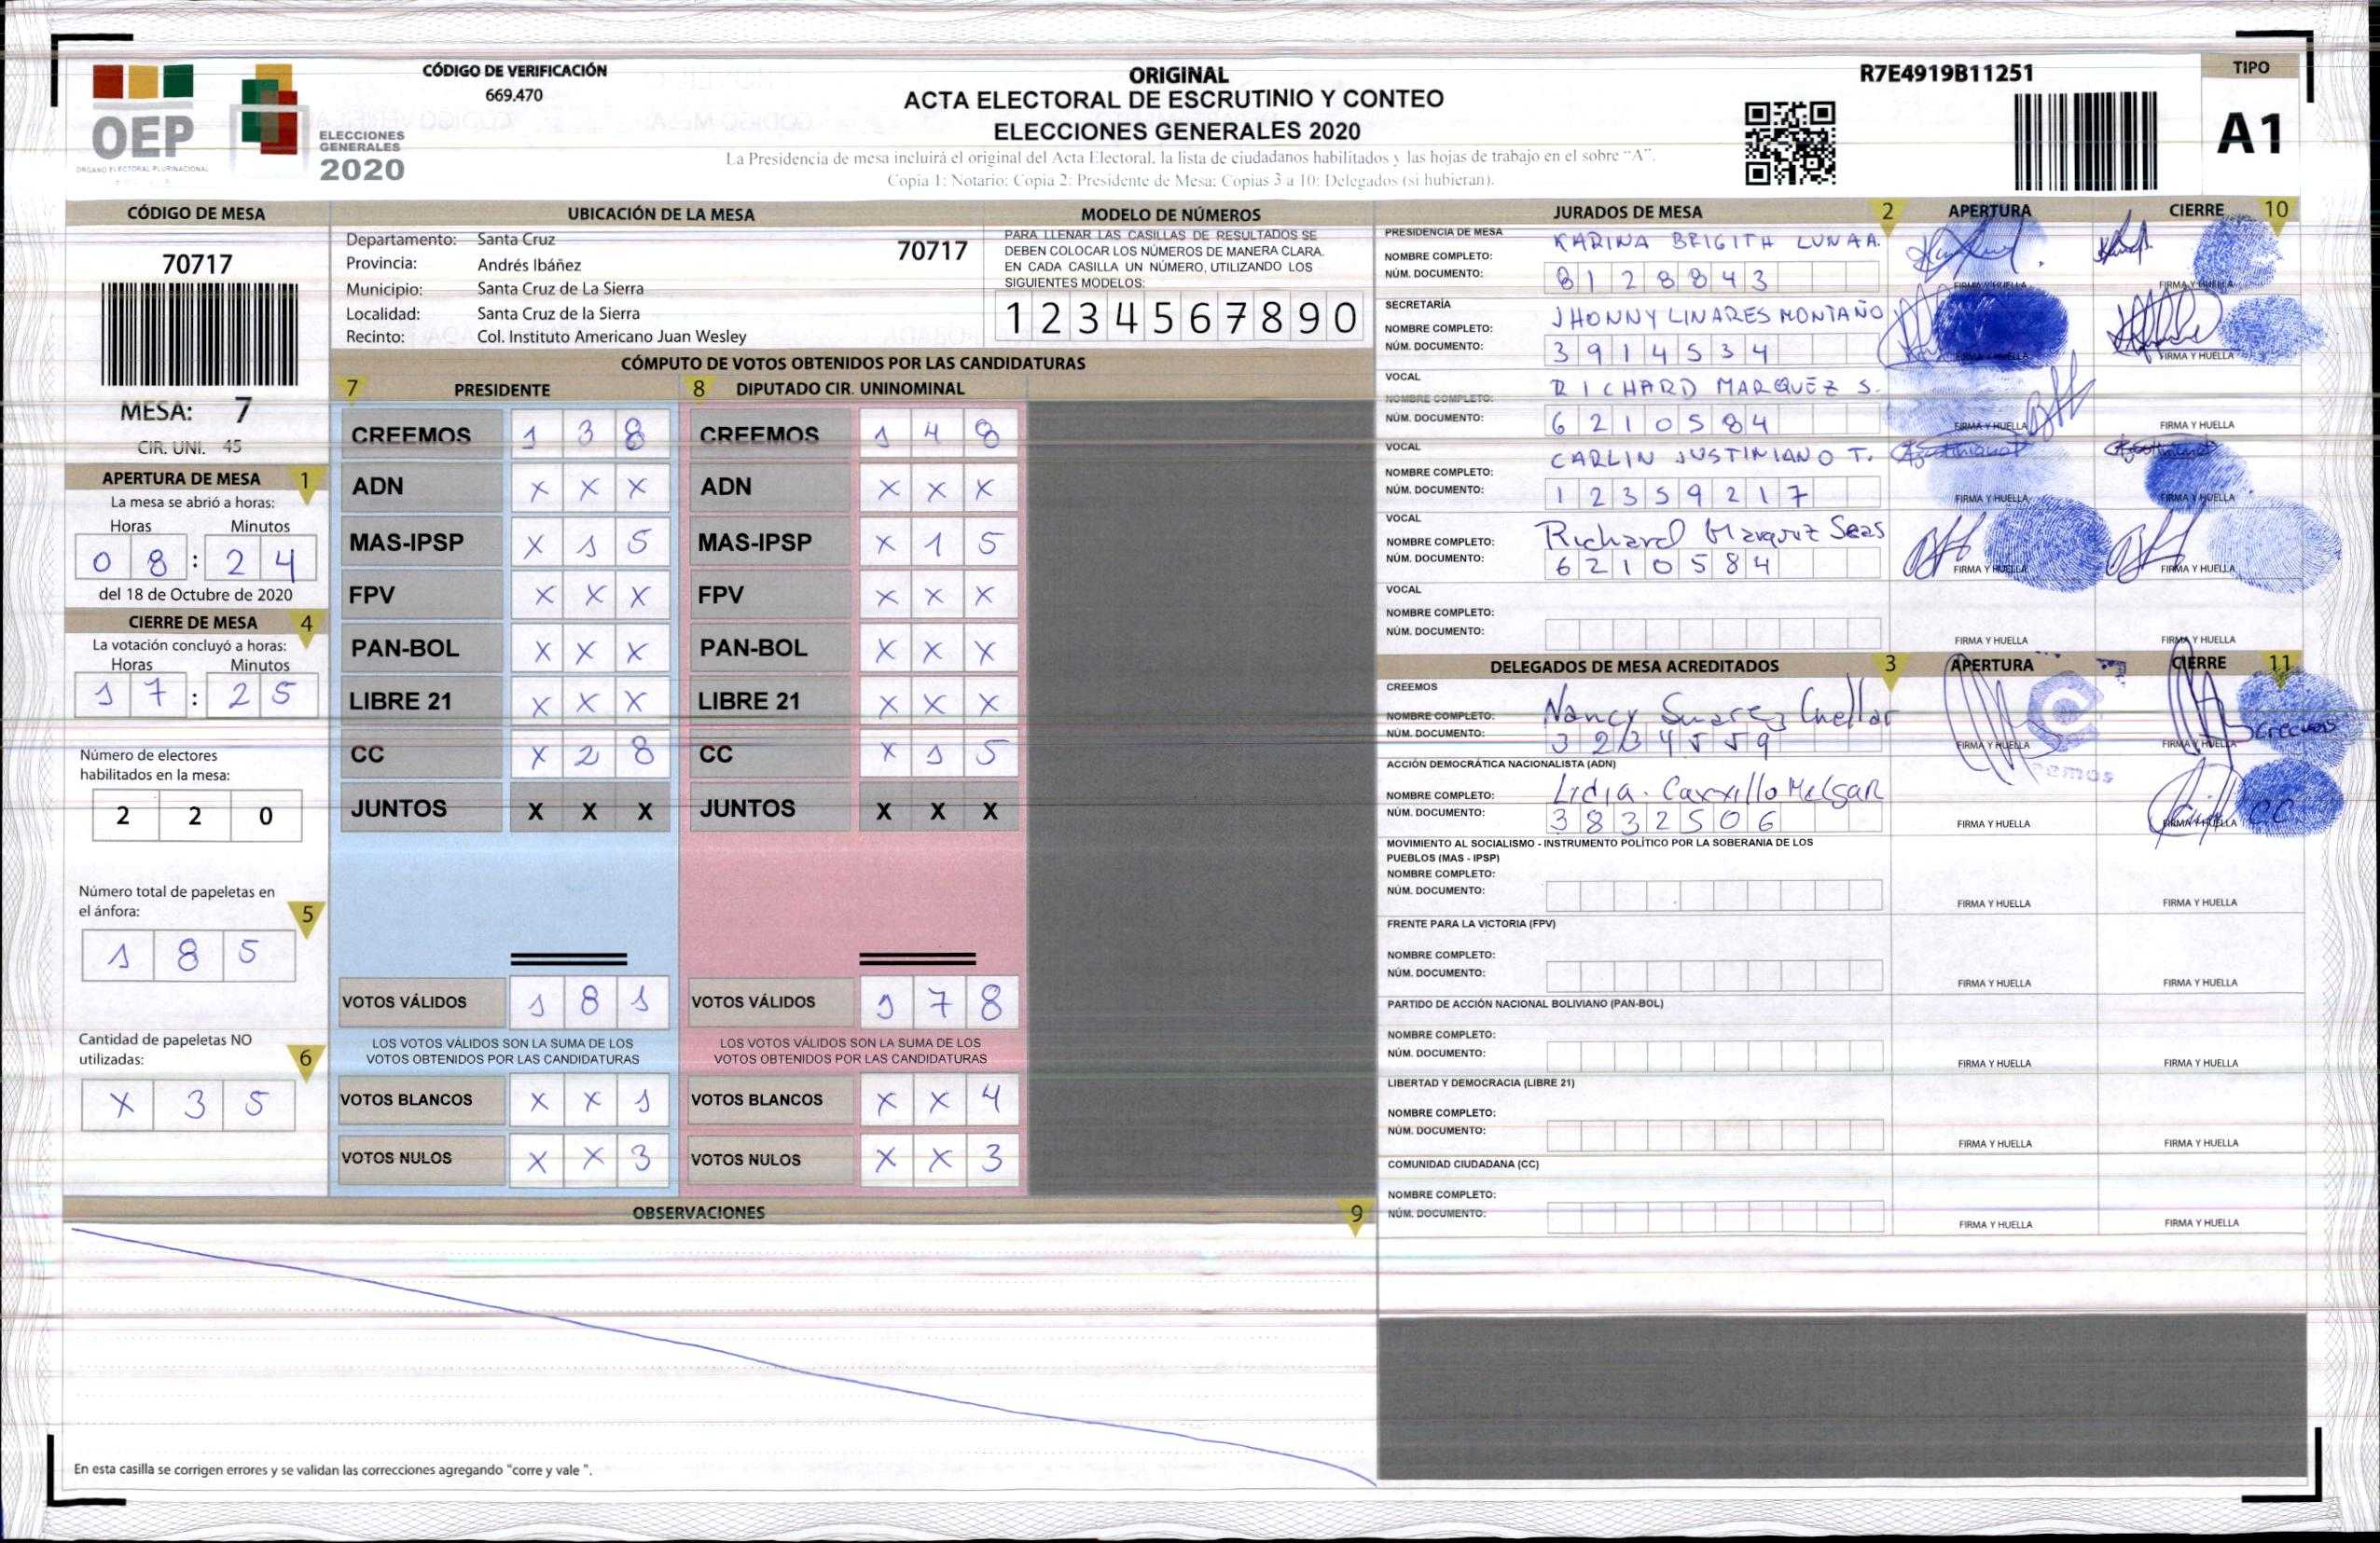 OEP
ÓRGANO ELECTORAL PLURINACIONAL
ELECCIONES
GENERALES
2020
CÓDIGO DE VERIFICACIÓN
669.470
ORIGINAL
ACTA ELECTORAL DE ESCRUTINIO Y CONTEO
ELECCIONES GENERALES 2020
La Presidencia de mesa incluirá el original del Acta Electoral, la lista de ciudadanos habilitados y las hojas de trabajo en el sobre “A”.
Copia 1: Notario; Copia 2: Presidente de Mesa; Copias 3 a 10: Delegados (si hubieran).
R7E4919B11251
TIPO
A1
CÓDIGO DE MESA
70717
MESA: 7
CIR. UNI. 45
APERTURA DE MESA 1
La mesa se abrió a horas:
Horas Minutos
0 8 : 2 4
del 18 de Octubre de 2020
CIERRE DE MESA 4
La votación concluyó a horas:
Horas Minutos
1 7 : 2 5
Número de electores
habilitados en la mesa:
2 2 0
Número total de papeletas en
el ánfora: 5
1 8 5
Cantidad de papeletas NO
utilizadas: 6
X 3 5
UBICACIÓN DE LA MESA
Departamento: Santa Cruz 70717
Provincia: Andrés Ibáñez
Municipio: Santa Cruz de La Sierra
Localidad: Santa Cruz de la Sierra
Recinto: Col. Instituto Americano Juan Wesley
MODELO DE NÚMEROS
PARA LLENAR LAS CASILLAS DE RESULTADOS SE
DEBEN COLOCAR LOS NÚMEROS DE MANERA CLARA.
EN CADA CASILLA UN NÚMERO, UTILIZANDO LOS
SIGUIENTES MODELOS:
1 2 3 4 5 6 7 8 9 0
CÓMPUTO DE VOTOS OBTENIDOS POR LAS CANDIDATURAS
7 PRESIDENTE 8 DIPUTADO CIR. UNINOMINAL
CREEMOS 1 3 8 CREEMOS 1 4 8
ADN X X X ADN X X X
MAS-IPSP X 1 5 MAS-IPSP X 1 5
FPV X X X FPV X X X
PAN-BOL X X X PAN-BOL X X X
LIBRE 21 X X X LIBRE 21 X X X
CC X 2 8 CC X 1 5
JUNTOS X X X JUNTOS X X X
VOTOS VÁLIDOS 1 8 1 VOTOS VÁLIDOS 1 7 8
LOS VOTOS VÁLIDOS SON LA SUMA DE LOS LOS VOTOS VÁLIDOS SON LA SUMA DE LOS
VOTOS OBTENIDOS POR LAS CANDIDATURAS VOTOS OBTENIDOS POR LAS CANDIDATURAS
VOTOS BLANCOS X X 1 VOTOS BLANCOS X X 4
VOTOS NULOS X X 3 VOTOS NULOS X X 3
OBSERVACIONES 9
En esta casilla se corrigen errores y se validan las correcciones agregando "corre y vale ".
JURADOS DE MESA 2 APERTURA CIERRE 10
PRESIDENCIA DE MESA
NOMBRE COMPLETO: KARINA BRIGITH LUNA A.
NÚM. DOCUMENTO: 8 1 2 8 8 4 3
FIRMA Y HUELLA FIRMA Y HUELLA
SECRETARÍA
NOMBRE COMPLETO: JHONNY LINARES MONTAÑO
NÚM. DOCUMENTO: 3 9 1 4 5 3 4
FIRMA Y HUELLA FIRMA Y HUELLA
VOCAL
NOMBRE COMPLETO: RICHARD MARQUEZ S.
NÚM. DOCUMENTO: 6 2 1 0 5 8 4
FIRMA Y HUELLA FIRMA Y HUELLA
VOCAL
NOMBRE COMPLETO: CARLIN JUSTINIANO T.
NÚM. DOCUMENTO: 1 2 3 5 9 2 1 7
FIRMA Y HUELLA FIRMA Y HUELLA
VOCAL
NOMBRE COMPLETO: Richard Marquez Seas
NÚM. DOCUMENTO: 6 2 1 0 5 8 4
FIRMA Y HUELLA FIRMA Y HUELLA
VOCAL
NOMBRE COMPLETO:
NÚM. DOCUMENTO:
FIRMA Y HUELLA FIRMA Y HUELLA
DELEGADOS DE MESA ACREDITADOS 3 APERTURA CIERRE 11
CREEMOS
NOMBRE COMPLETO: Nancy Suarez Cuellar
NÚM. DOCUMENTO: 3 2 3 4 5 5 9
FIRMA Y HUELLA FIRMA Y HUELLA Creemos
ACCIÓN DEMOCRÁTICA NACIONALISTA (ADN)
NOMBRE COMPLETO: Lidia Carrillo Melgar
NÚM. DOCUMENTO: 3 8 3 2 5 0 6
FIRMA Y HUELLA FIRMA Y HUELLA C.C.
MOVIMIENTO AL SOCIALISMO - INSTRUMENTO POLÍTICO POR LA SOBERANIA DE LOS
PUEBLOS (MAS - IPSP)
NOMBRE COMPLETO:
NÚM. DOCUMENTO:
FIRMA Y HUELLA FIRMA Y HUELLA
FRENTE PARA LA VICTORIA (FPV)
NOMBRE COMPLETO:
NÚM. DOCUMENTO:
FIRMA Y HUELLA FIRMA Y HUELLA
PARTIDO DE ACCIÓN NACIONAL BOLIVIANO (PAN-BOL)
NOMBRE COMPLETO:
NÚM. DOCUMENTO:
FIRMA Y HUELLA FIRMA Y HUELLA
LIBERTAD Y DEMOCRACIA (LIBRE 21)
NOMBRE COMPLETO:
NÚM. DOCUMENTO:
FIRMA Y HUELLA FIRMA Y HUELLA
COMUNIDAD CIUDADANA (CC)
NOMBRE COMPLETO:
NÚM. DOCUMENTO:
FIRMA Y HUELLA FIRMA Y HUELLA